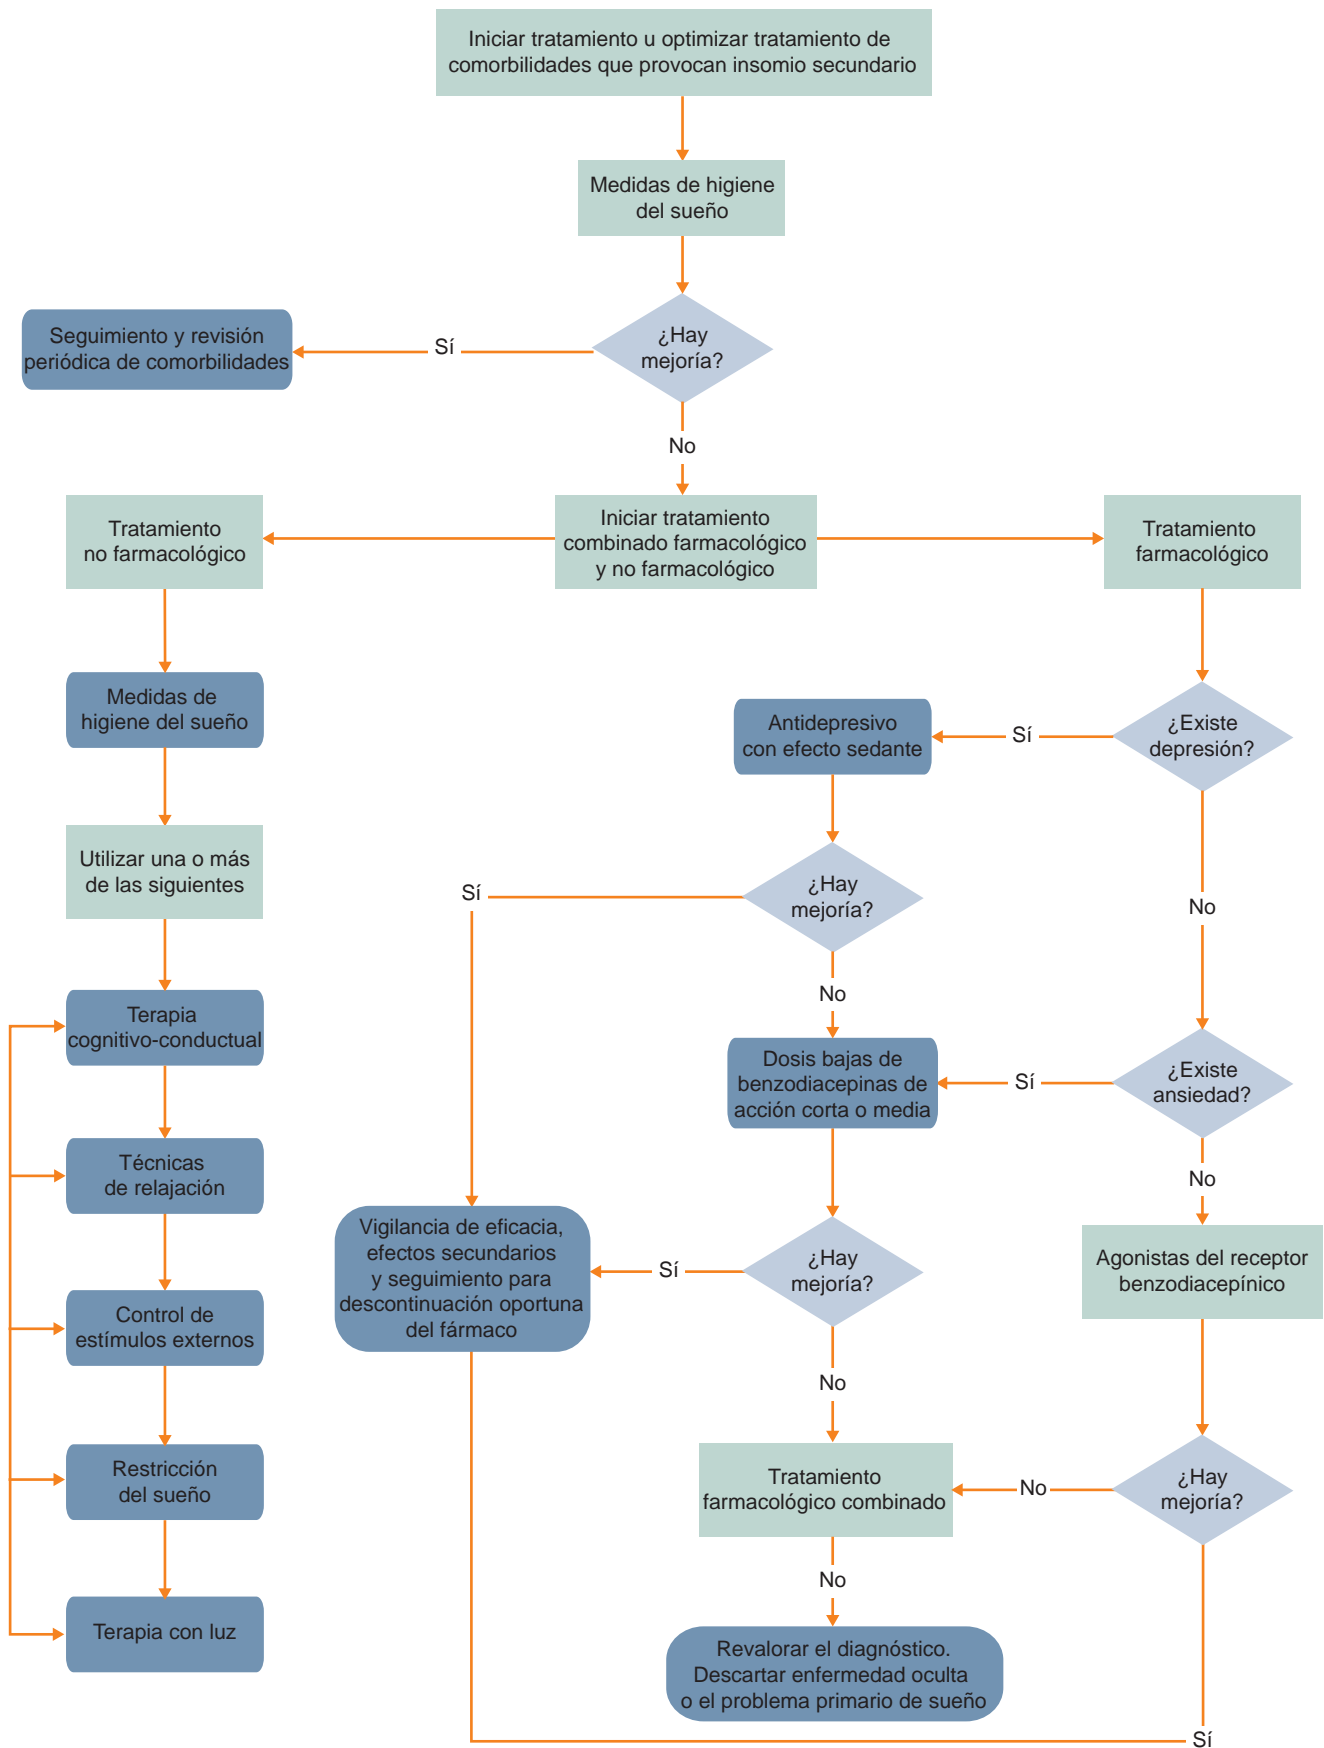 Iniciar tratamiento u optimizar tratamiento de
comorbilidades que provocan insomio secundario
Medidas de higiene
del sueño
¿Hay
mejoría?
Sí
Seguimiento y revisión
periódica de comorbilidades
No
Tratamiento
no farmacológico
Iniciar tratamiento
combinado farmacológico
y no farmacológico
Tratamiento
farmacológico
Medidas de
higiene del sueño
Utilizar una o más
de las siguientes
Terapia
cognitivo-conductual
Técnicas
de relajación
Control de
estímulos externos
Restricción
del sueño
Terapia con luz
¿Existe
depresión?
Sí
Antidepresivo
con efecto sedante
¿Hay
mejoría?
Sí
No
No
¿Existe
ansiedad?
Sí
Dosis bajas de
benzodiacepinas de
acción corta o media
No
Agonistas del receptor
benzodiacepínico
¿Hay
mejoría?
Sí
Vigilancia de eficacia,
efectos secundarios
y seguimiento para
descontinuación oportuna
del fármaco
No
Tratamiento
farmacológico combinado
No
¿Hay
mejoría?
No
Revalorar el diagnóstico.
Descartar enfermedad oculta
o el problema primario de sueño
Sí